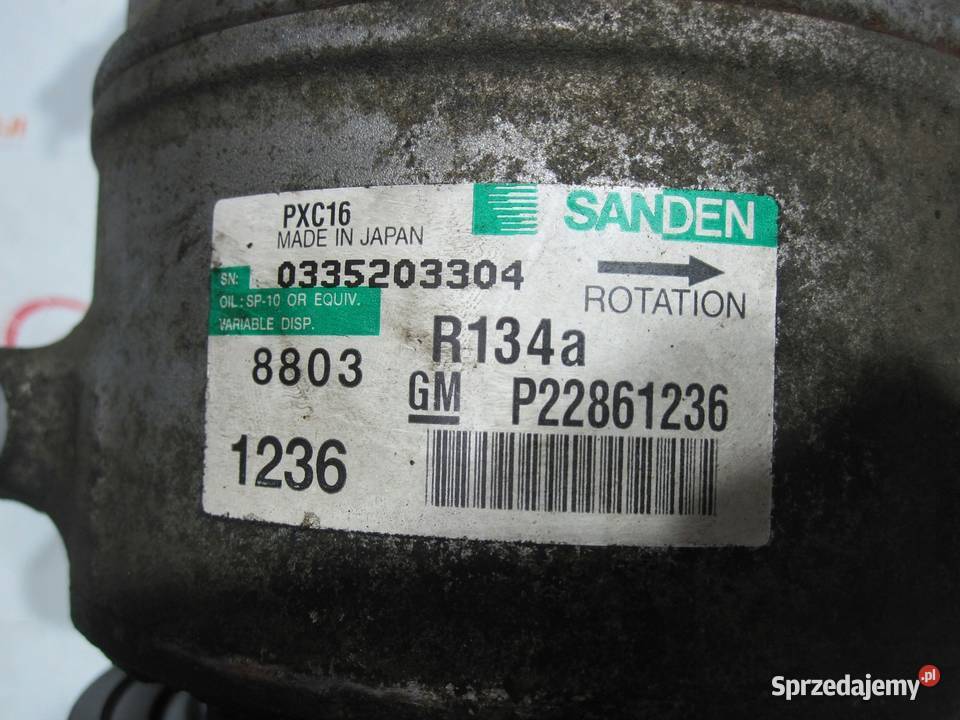 PXC16
MADE IN JAPAN
SANDEN
SN: 0335203304
OIL: SP-10 OR EQUIV.
VARIABLE DISP.
ROTATION
8803
R134a
GM P22861236
1236
Sprzedajemy.pl